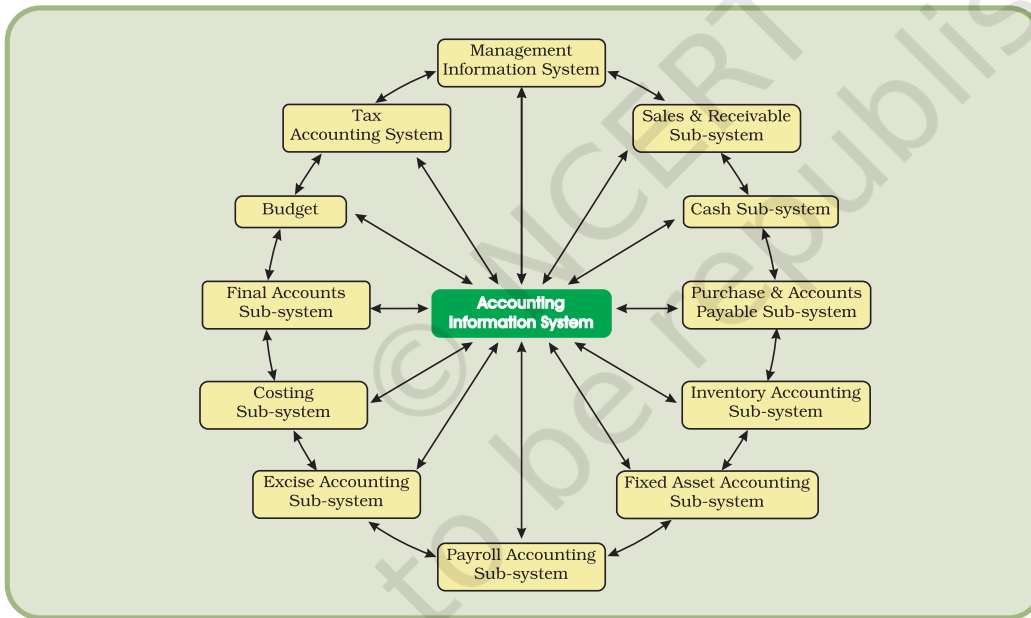 Management
Information System
Tax
Accounting System
Sales & Receivable
Sub-system
Budget
Cash Sub-system
Final Accounts
Sub-system
Accounting
Information System
Purchase & Accounts
Payable Sub-system
Costing
Sub-system
Inventory Accounting
Sub-system
Excise Accounting
Sub-system
Fixed Asset Accounting
Sub-system
Payroll Accounting
Sub-system
© NCERT
to be republis